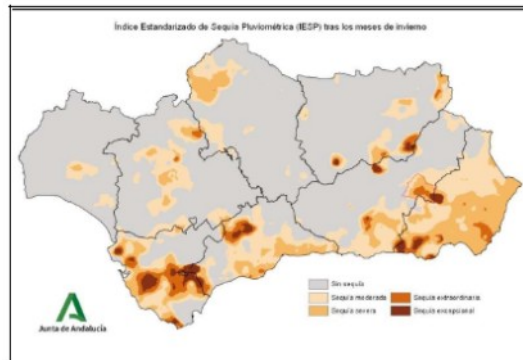 Índice Estandarizado de Sequía Pluviométrica (IESP) tras los meses de invierno
Sin sequía
Sequía moderada
Sequía extraordinaria
Sequía severa
Sequía excepcional
Junta de Andalucía